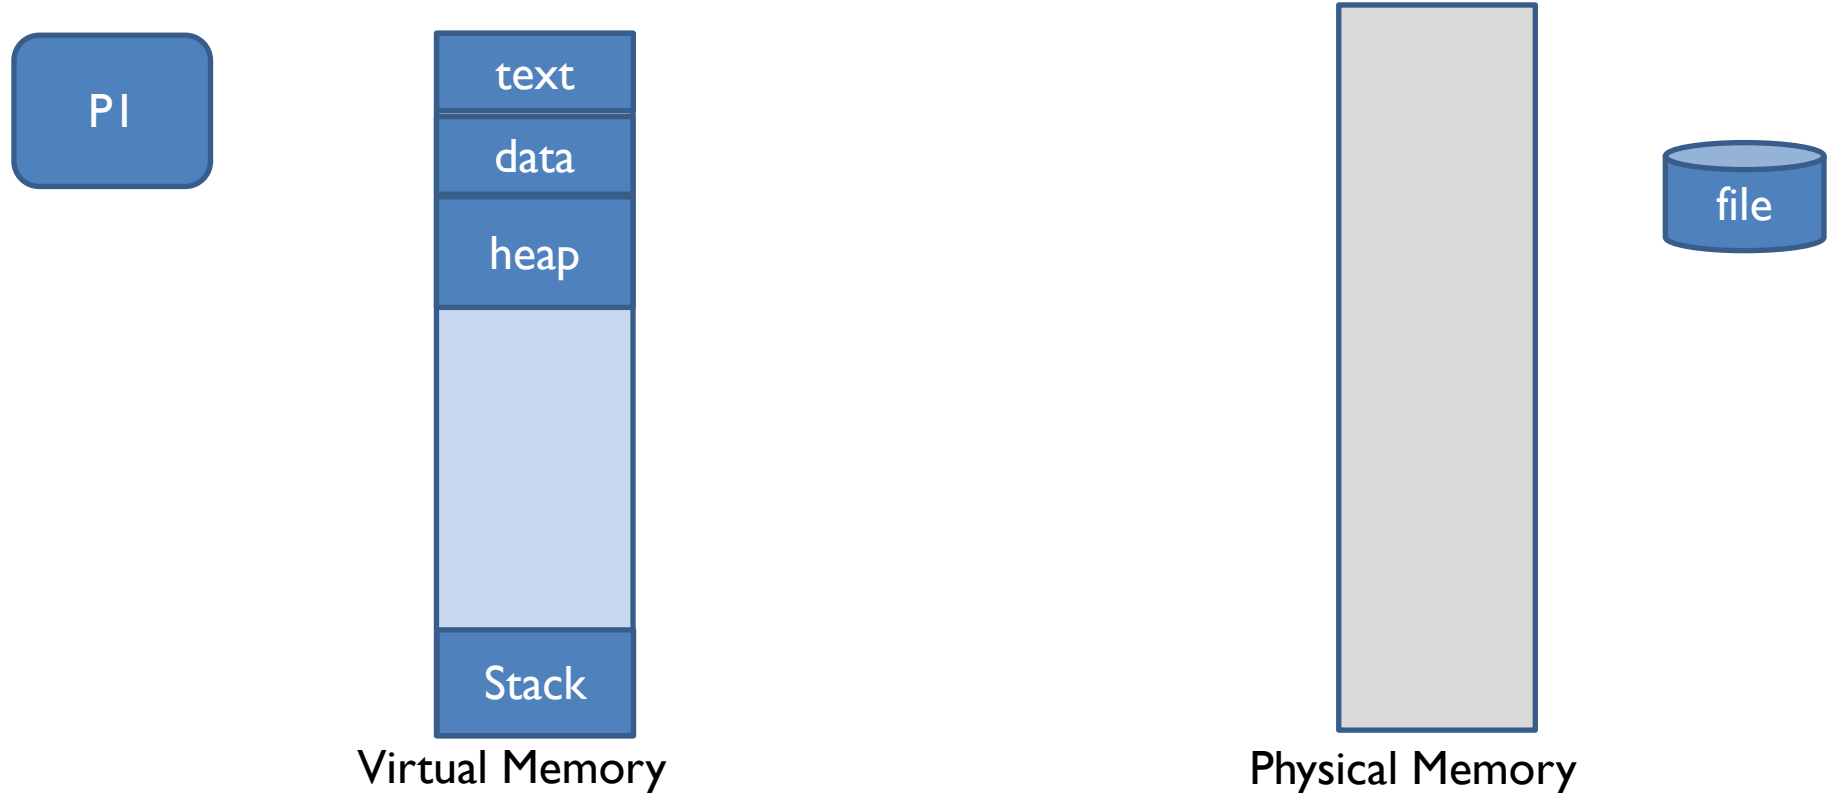 P1
text
data
heap
Stack
Virtual Memory
Physical Memory
file